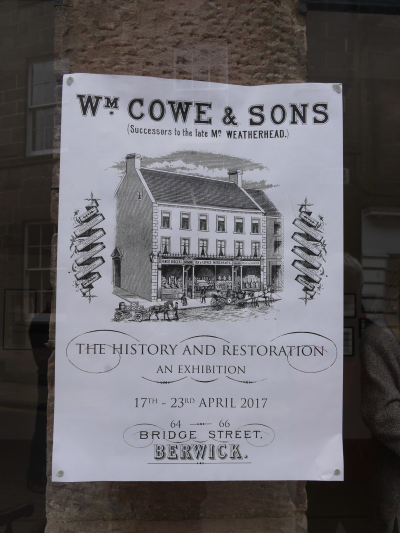 WM. COWE & SONS
(Successors to the late MR. WEATHERHEAD.)
THE HISTORY AND RESTORATION
AN EXHIBITION
17TH - 23RD APRIL 2017
64 — 66
BRIDGE STREET.
BERWICK.